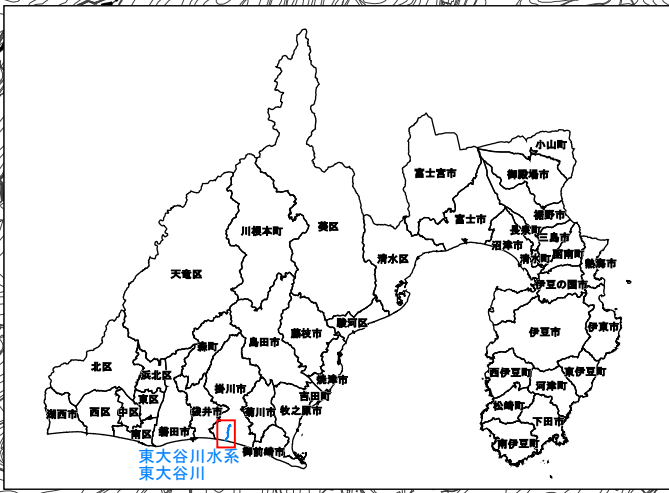 小山町
富士宮市
御殿場市
裾野市
富士市
長泉町
三島市
葵区
川根本町
沼津市
清水町
函南町
熱海市
清水区
天竜区
伊豆の国市
駿河区
伊豆市
伊東市
藤枝市
島田市
森町
北区
浜北区
焼津市
西伊豆町
東伊豆町
掛川市
河津町
東区
吉田町
湖西市
西区
中区
袋井市
菊川市
牧之原市
松崎町
下田市
南区
磐田市
御前崎市
南伊豆町
東大谷川水系
東大谷川